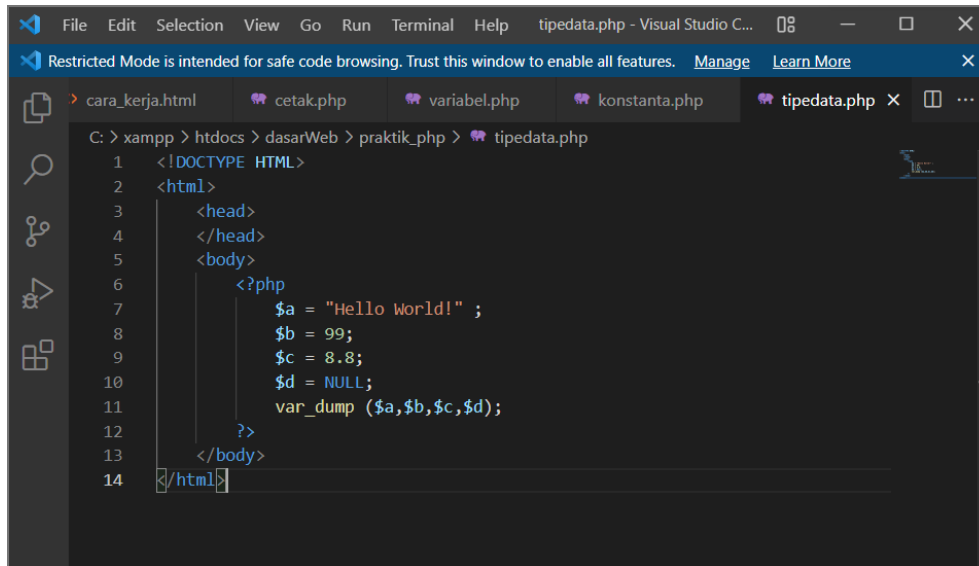 File Edit Selection View Go Run Terminal Help tipedata.php - Visual Studio C...
Restricted Mode is intended for safe code browsing. Trust this window to enable all features. Manage Learn More
cara_kerja.html cetak.php variabel.php konstanta.php tipedata.php
C: > xampp > htdocs > dasarWeb > praktik_php > tipedata.php
1 <!DOCTYPE HTML>
2 <html>
3 <head>
4 </head>
5 <body>
6 <?php
7 $a = "Hello World!" ;
8 $b = 99;
9 $c = 8.8;
10 $d = NULL;
11 var_dump ($a,$b,$c,$d);
12 ?>
13 </body>
14 </html>